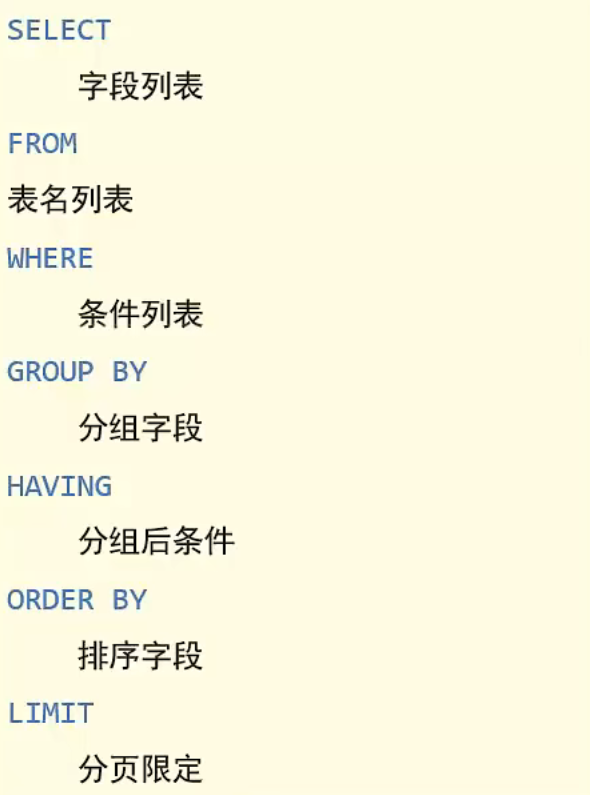 SELECT
字段列表
FROM
表名列表
WHERE
条件列表
GROUP BY
分组字段
HAVING
分组后条件
ORDER BY
排序字段
LIMIT
分页限定